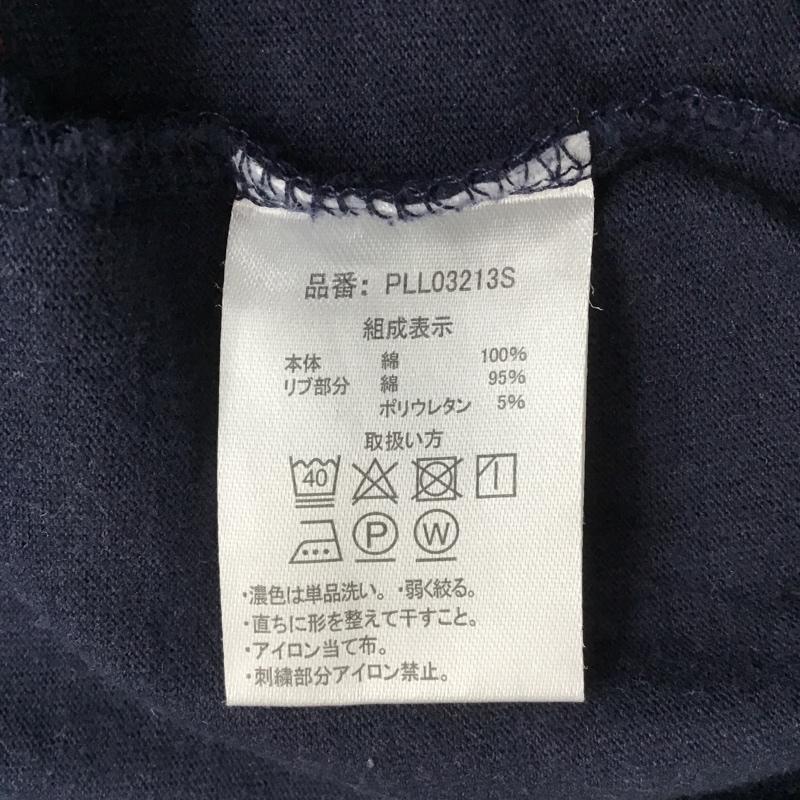 品番: PLL03213S
組成表示
本体 綿 100%
リブ部分 綿 95%
ポリウレタン 5%
取扱い方
40
P W
・濃色は単品洗い。・弱く絞る。
・直ちに形を整えて干すこと。
・アイロン当て布。
・刺繍部分アイロン禁止。